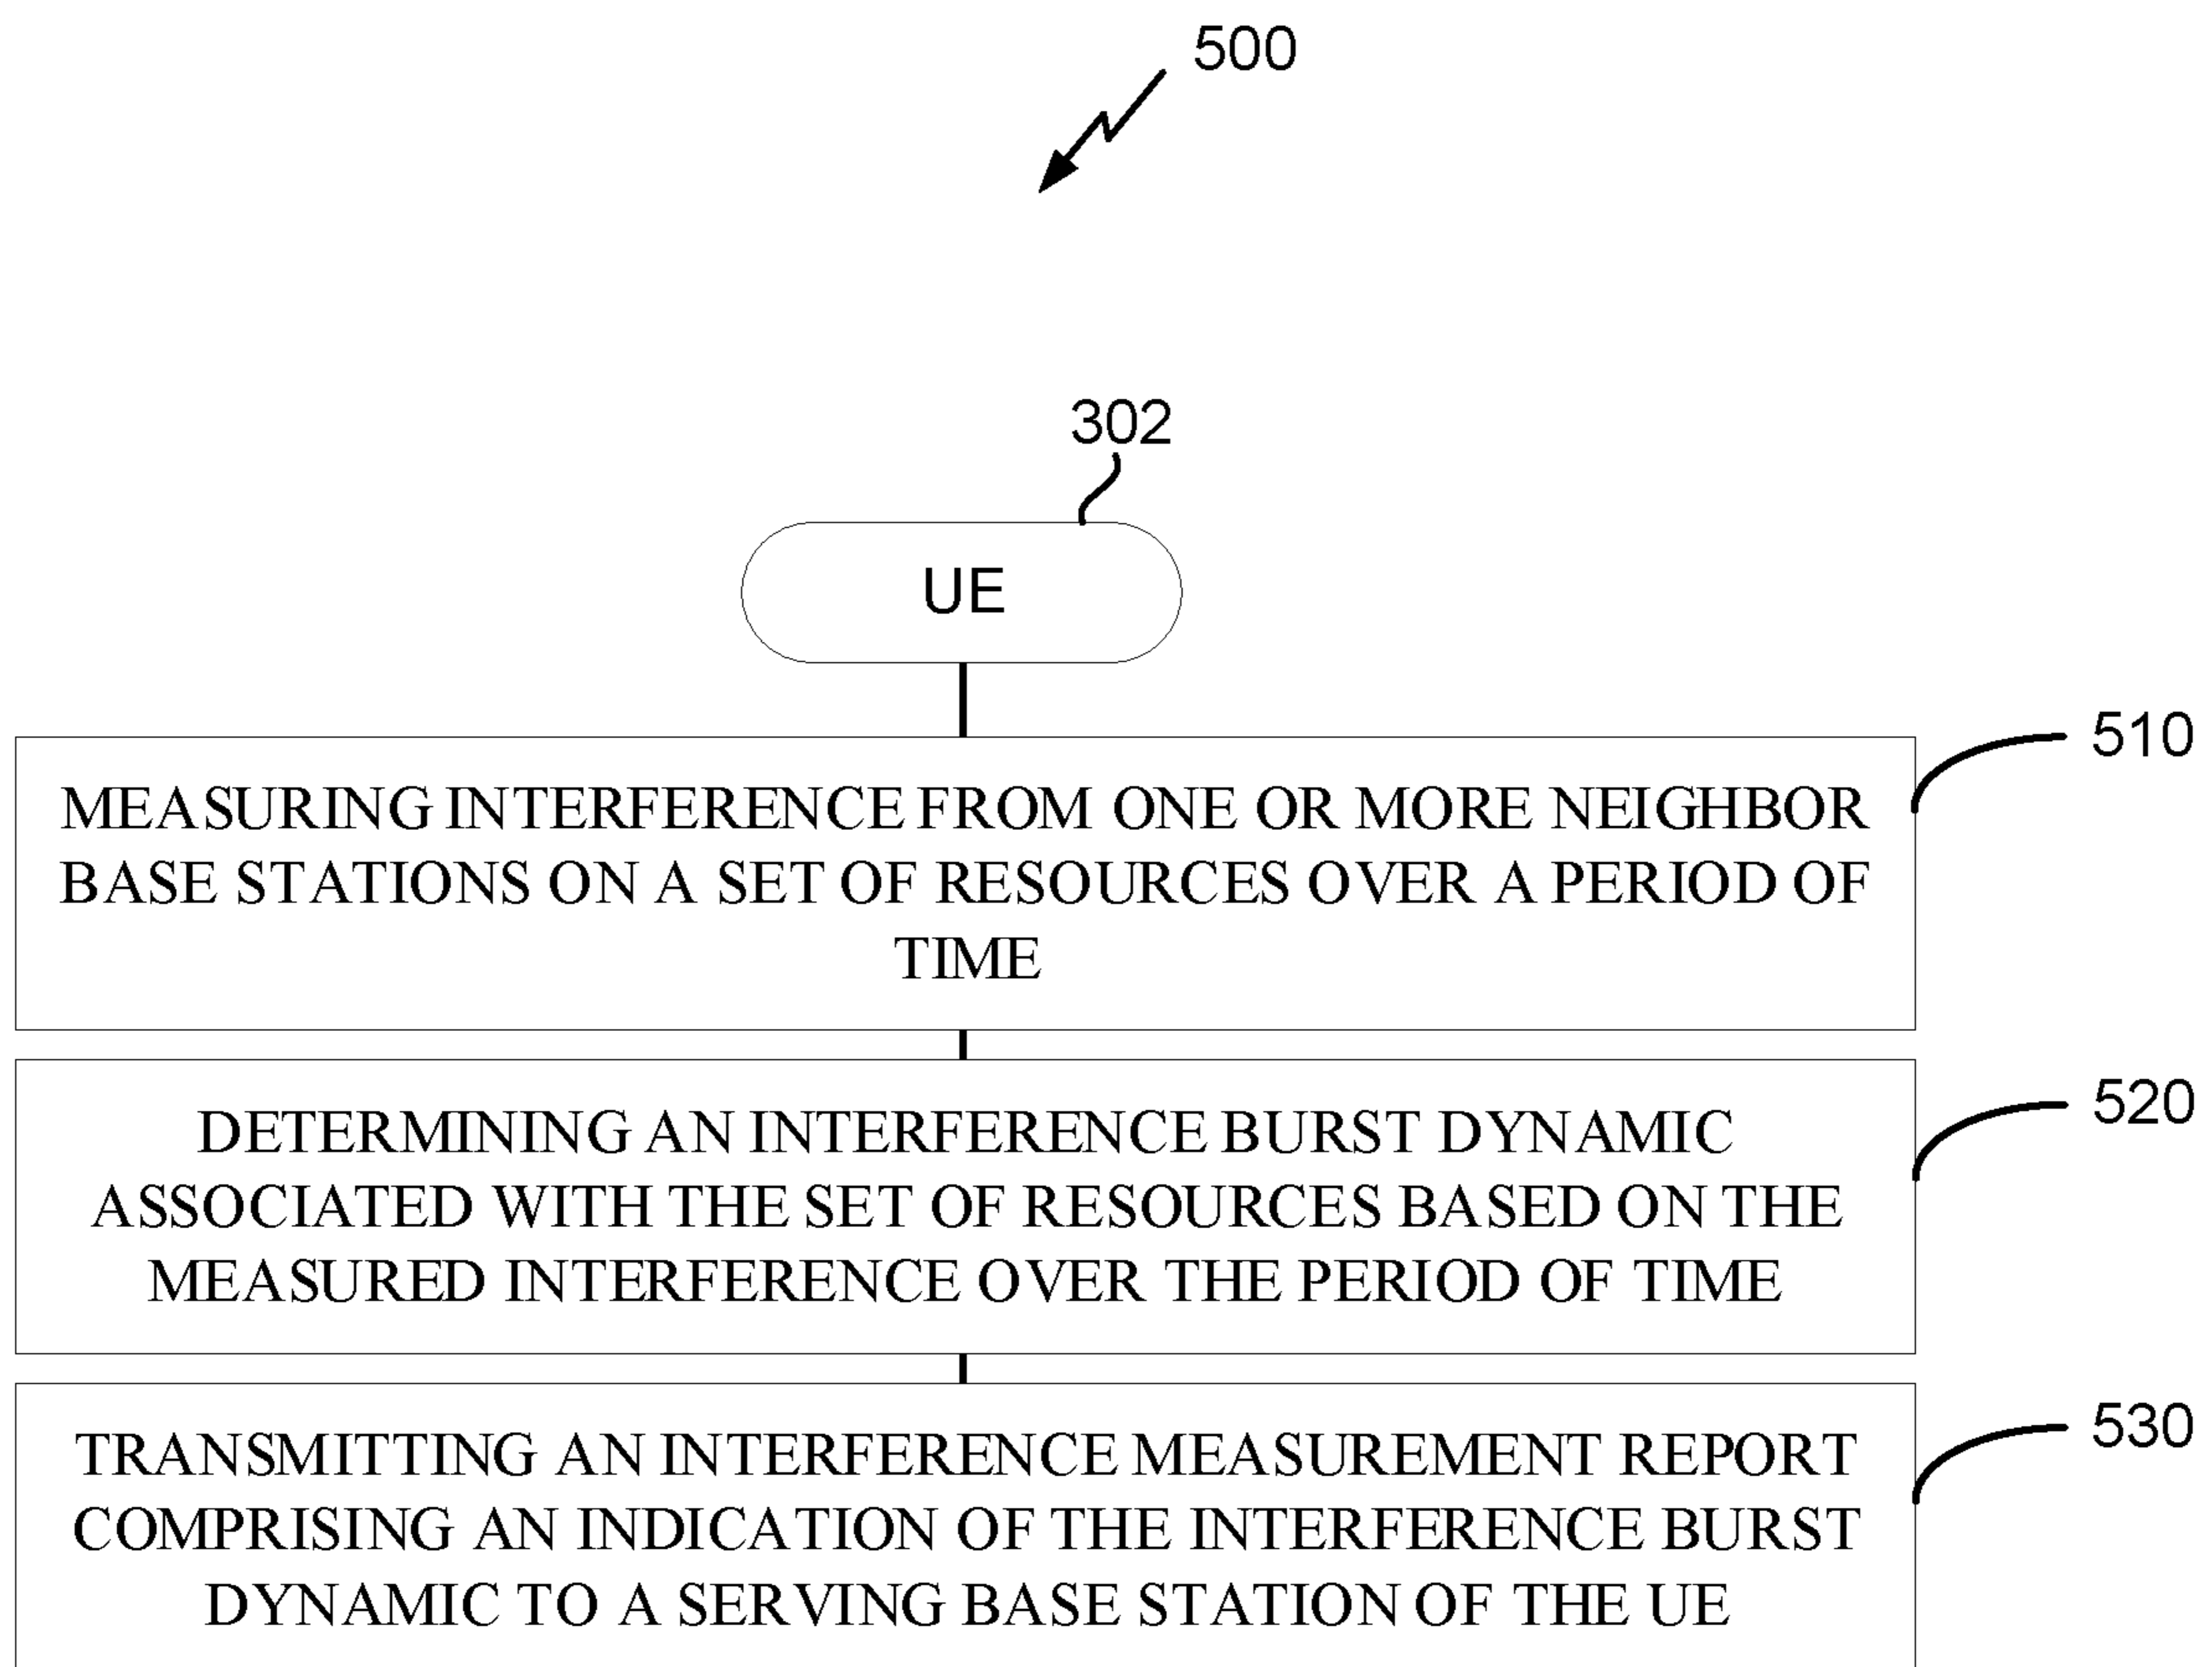 500
302
UE
510
MEASURING INTERFERENCE FROM ONE OR MORE NEIGHBOR
BASE STATIONS ON A SET OF RESOURCES OVER A PERIOD OF
TIME
520
DETERMINING AN INTERFERENCE BURST DYNAMIC
ASSOCIATED WITH THE SET OF RESOURCES BASED ON THE
MEASURED INTERFERENCE OVER THE PERIOD OF TIME
530
TRANSMITTING AN INTERFERENCE MEASUREMENT REPORT
COMPRISING AN INDICATION OF THE INTERFERENCE BURST
DYNAMIC TO A SERVING BASE STATION OF THE UE